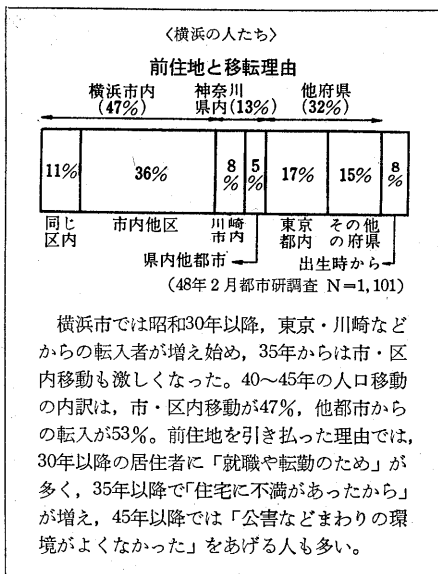 〈横浜の人たち〉
前住地と移転理由
横浜市内 神奈川 他府県
(47%) 県内(13%) (32%)
11% 36% 8% 5% 17% 15% 8%
同じ区内 市内他区 川崎市内 東京都内 その他の府県
県内他都市 出生時から
(48年2月都市研調査 N=1,101)
横浜市では昭和30年以降，東京・川崎など
からの転入者が増え始め，35年からは市・区
内移動も激しくなった。40〜45年の人口移動
の内訳は，市・区内移動が47%，他都市から
の転入が53%。前住地を引き払った理由では，
30年以降の居住者に「就職や転勤のため」が
多く，35年以降で「住宅に不満があったから」
が増え，45年以降では「公害などまわりの環
境がよくなかった」をあげる人も多い。